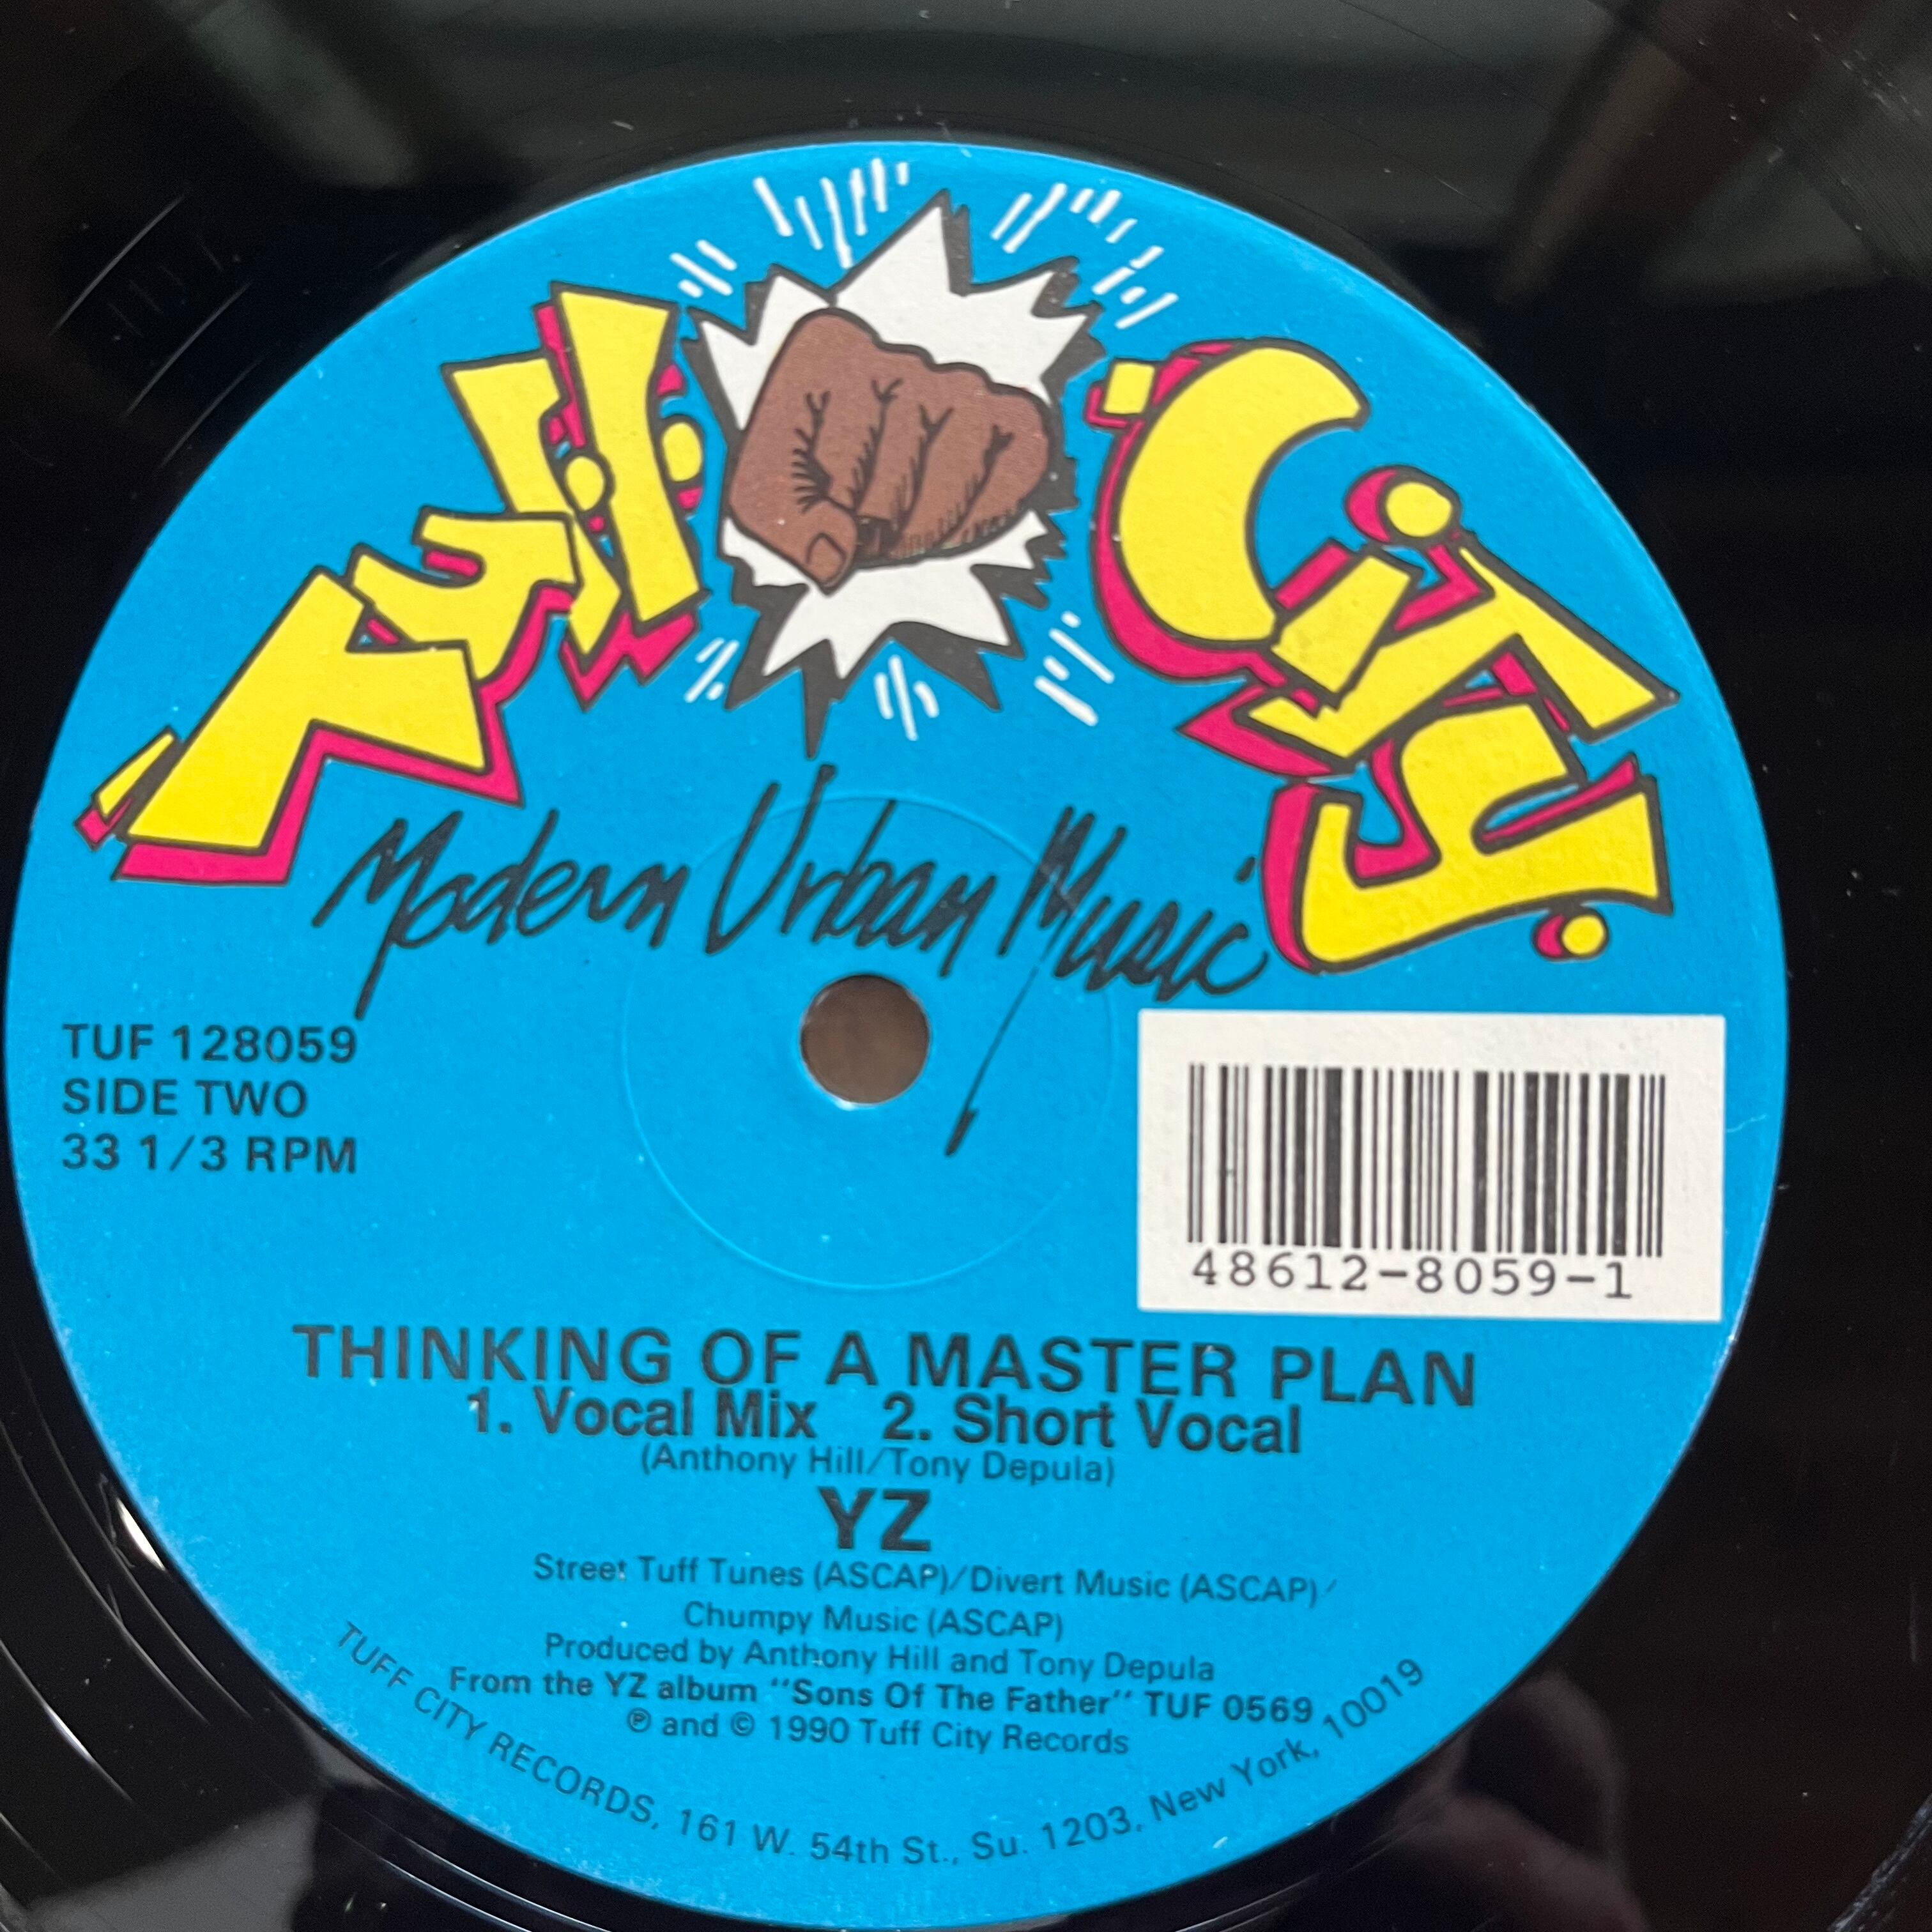 Tuff City
Modern Urban Music
TUF 128059
SIDE TWO
33 1/3 RPM
48612-8059-1
THINKING OF A MASTER PLAN
1. Vocal Mix 2. Short Vocal
(Anthony Hill/Tony Depula)
YZ
Street Tuff Tunes (ASCAP)/Divert Music (ASCAP)/
Chumpy Music (ASCAP)
Produced by Anthony Hill and Tony Depula
From the YZ album "Sons Of The Father" TUF 0569
℗ and © 1990 Tuff City Records
TUFF CITY RECORDS, 161 W. 54th St., Su. 1203, New York, 10019